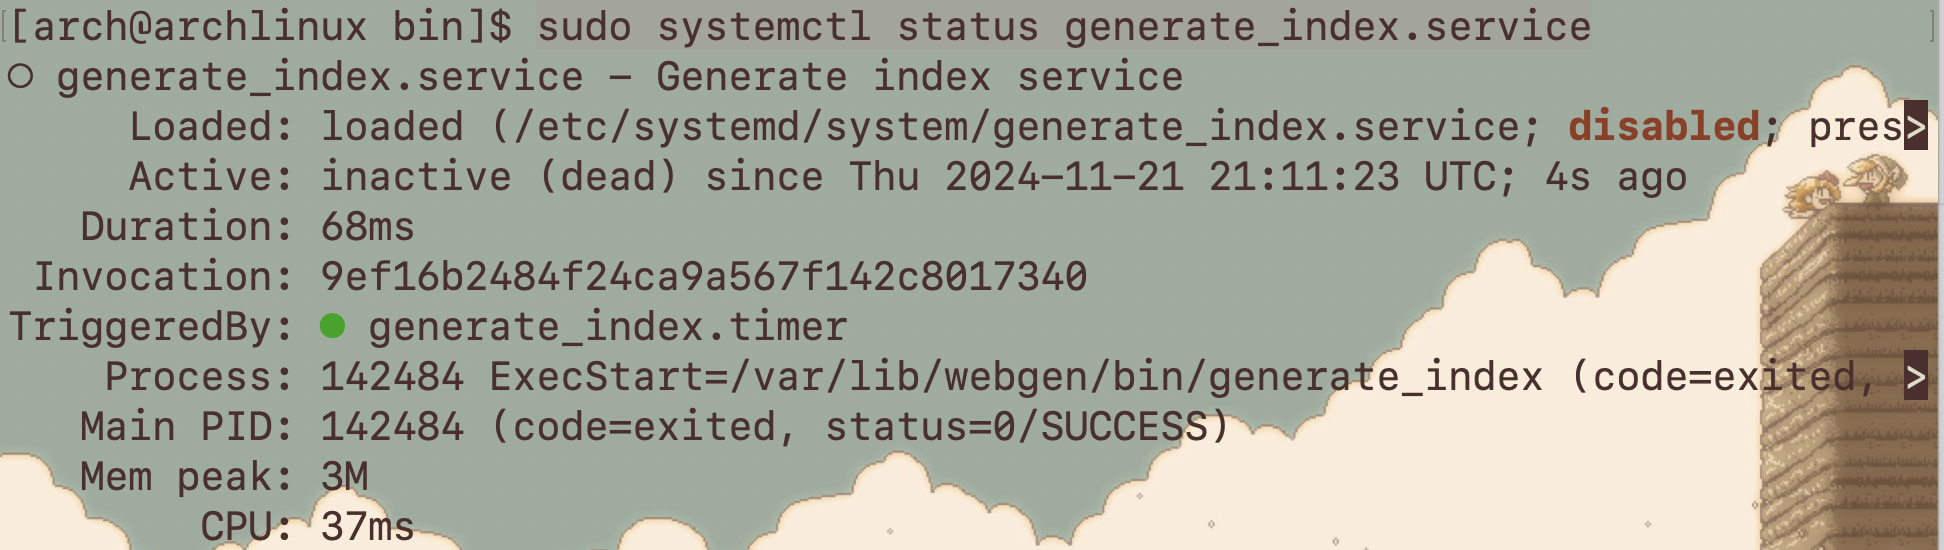 [arch@archlinux bin]$ sudo systemctl status generate_index.service
○ generate_index.service – Generate index service
Loaded: loaded (/etc/systemd/system/generate_index.service; disabled; pres>
Active: inactive (dead) since Thu 2024-11-21 21:11:23 UTC; 4s ago
Duration: 68ms
Invocation: 9ef16b2484f24ca9a567f142c8017340
TriggeredBy: ● generate_index.timer
Process: 142484 ExecStart=/var/lib/webgen/bin/generate_index (code=exited, >
Main PID: 142484 (code=exited, status=0/SUCCESS)
Mem peak: 3M
CPU: 37ms